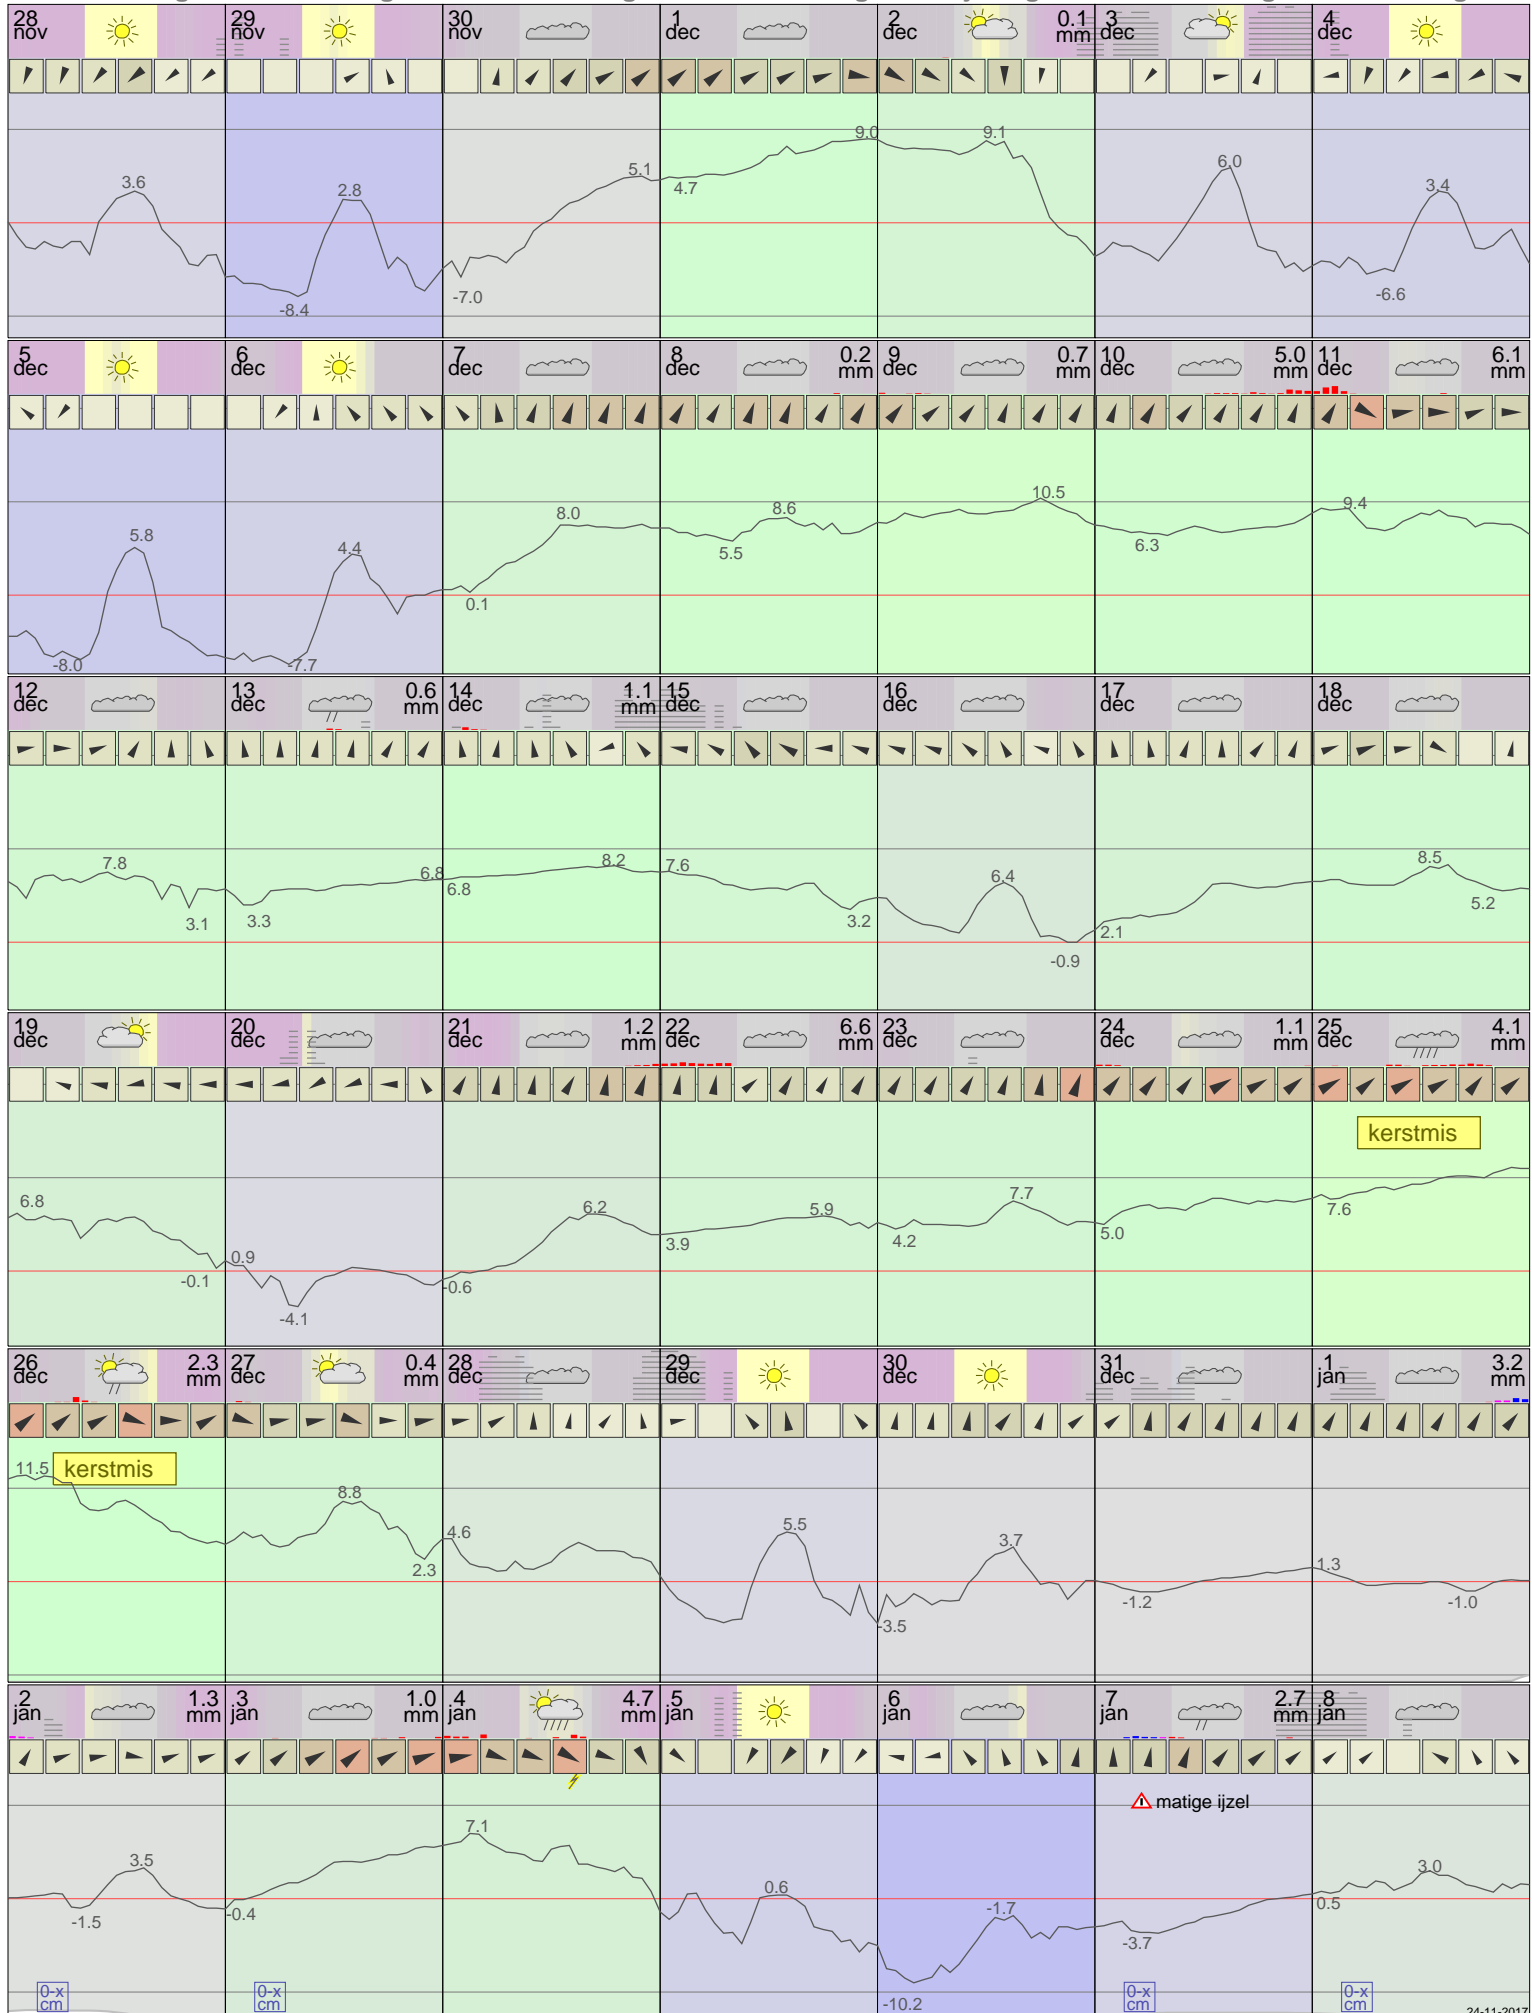 28 nov 29 nov 30 nov 1 dec 2 dec 0.1 mm 3 dec 4 dec
3.6 2.8 5.1 4.7 9.0 9.1 6.0 3.4
-8.4 -7.0 -6.6
5 dec 6 dec 7 dec 8 dec 0.2 mm 9 dec 0.7 mm 10 dec 5.0 mm 11 dec 6.1 mm
5.8 4.4 8.0 8.6 10.5 9.4
-8.0 -7.7 0.1 5.5 6.3
12 dec 13 dec 0.6 mm 14 dec 1.1 mm 15 dec 16 dec 17 dec 18 dec
7.8 6.8 6.8 8.2 7.6 6.4 8.5
3.1 3.3 3.2 -0.9 2.1 5.2
19 dec 20 dec 21 dec 1.2 mm 22 dec 6.6 mm 23 dec 24 dec 1.1 mm 25 dec 4.1 mm
kerstmis
6.8 0.9 6.2 5.9 7.7 7.6
-0.1 -4.1 -0.6 3.9 4.2 5.0
26 dec 2.3 mm 27 dec 0.4 mm 28 dec 29 dec 30 dec 31 dec 1 jan 3.2 mm
11.5 kerstmis
8.8 4.6 5.5 3.7 1.3
2.3 -3.5 -1.2 -1.0
2 jan 1.3 mm 3 jan 1.0 mm 4 jan 4.7 mm 5 jan 6 jan 7 jan 2.7 mm 8 jan
matige ijzel
3.5 7.1 0.6 -1.7 3.0
-1.5 -0.4 -3.7 0.5
0-x cm 0-x cm -10.2 0-x cm 0-x cm
24-11-2017